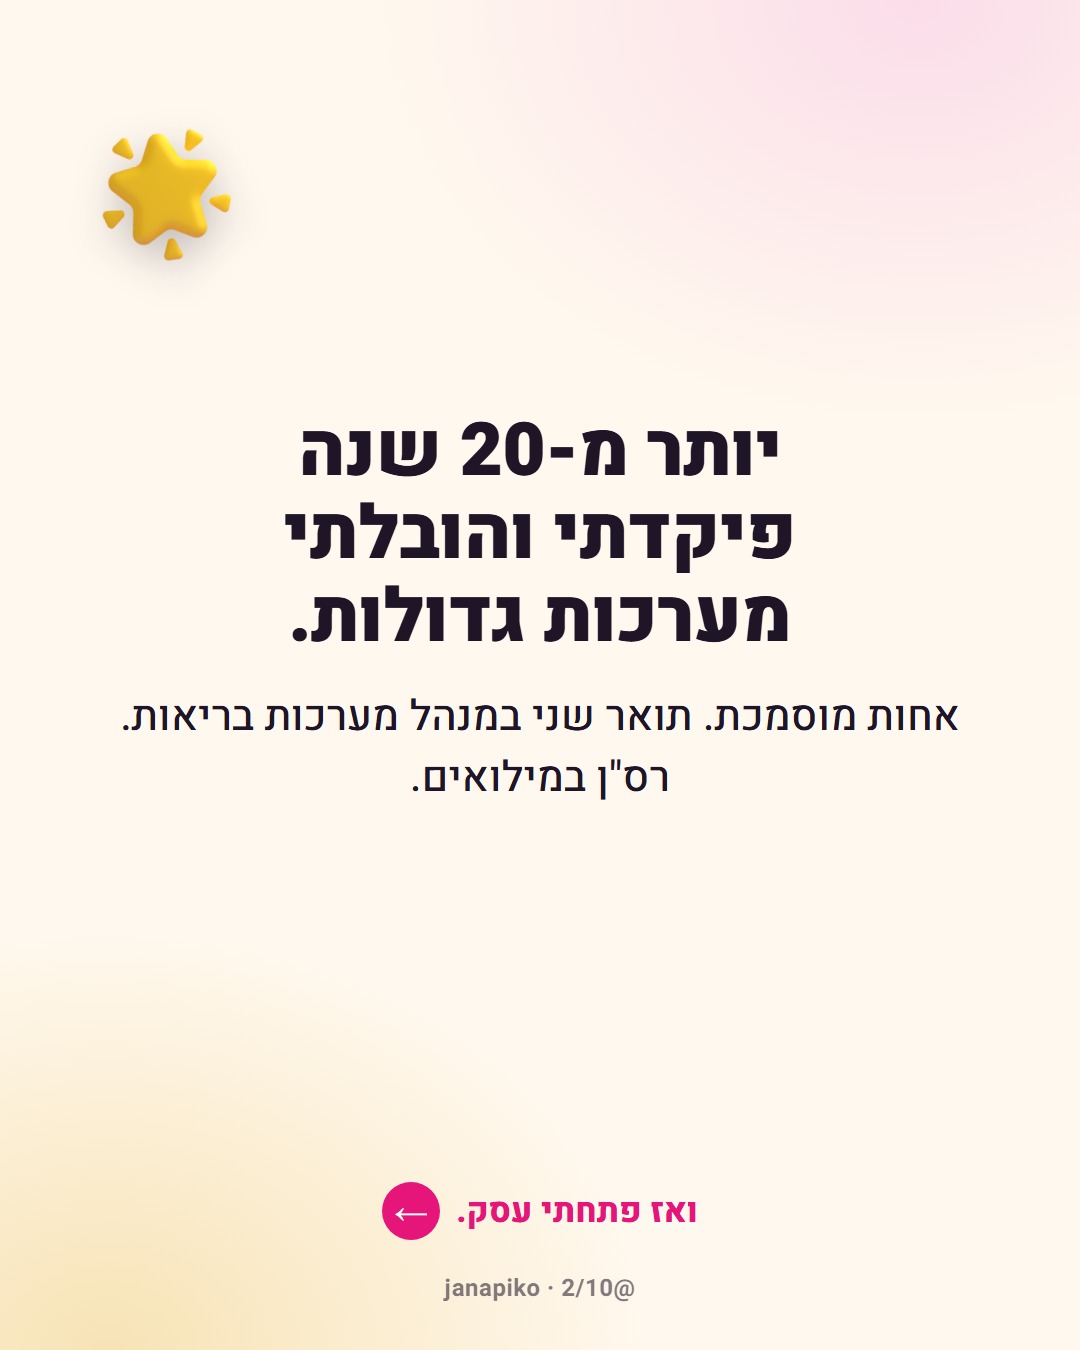 יותר מ-20 שנה
פיקדתי והובלתי
מערכות גדולות.
אחות מוסמכת. תואר שני במנהל מערכות בריאות.
רס"ן במילואים.
ואז פתחתי עסק. ←
janapiko · 2/10@